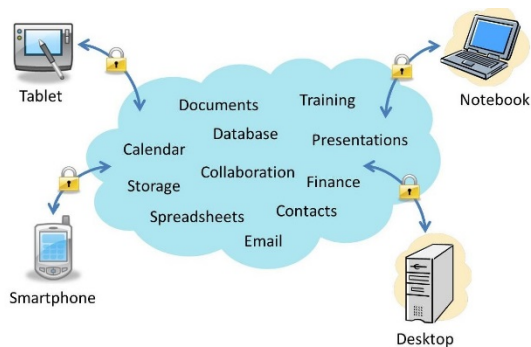 Tablet
Notebook
Documents
Training
Database
Presentations
Calendar
Collaboration
Storage
Finance
Spreadsheets
Contacts
Email
Smartphone
Desktop